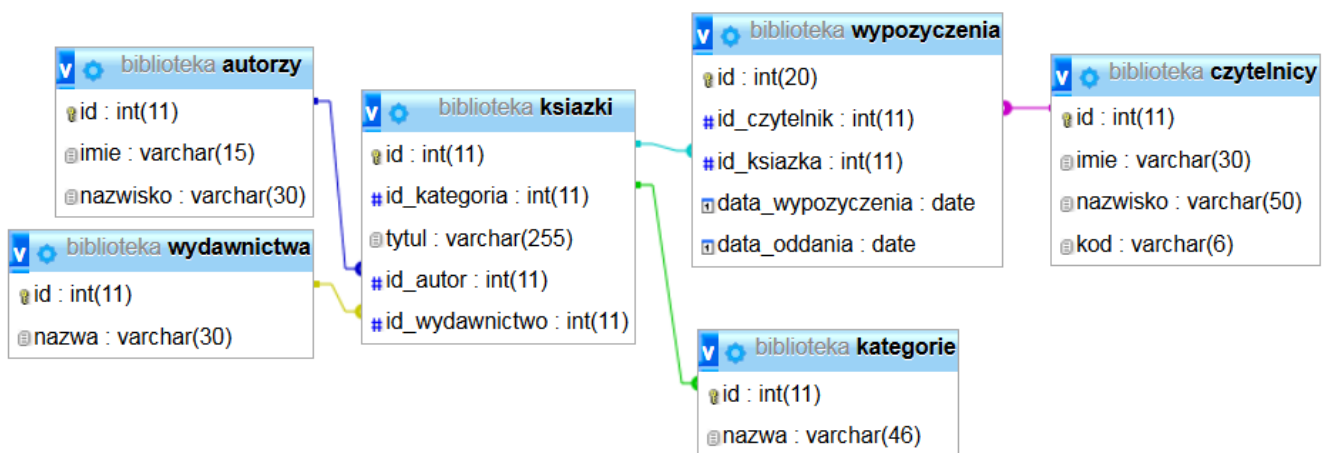 v biblioteka autorzy
id : int(11)
imie : varchar(15)
nazwisko : varchar(30)
v biblioteka wydawnictwa
id : int(11)
nazwa : varchar(30)
v biblioteka ksiazki
id : int(11)
#id_kategoria : int(11)
tytul : varchar(255)
#id_autor : int(11)
#id_wydawnictwo : int(11)
v biblioteka wypozyczenia
id : int(20)
#id_czytelnik : int(11)
#id_ksiazka : int(11)
data_wypozyczenia : date
data_oddania : date
v biblioteka kategorie
id : int(11)
nazwa : varchar(46)
v biblioteka czytelnicy
id : int(11)
imie : varchar(30)
nazwisko : varchar(50)
kod : varchar(6)